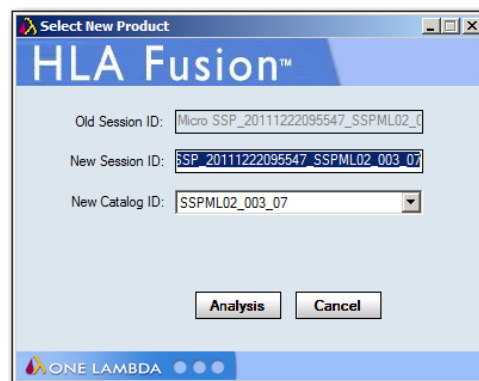 Select New Product
HLA Fusion™
Old Session ID: Micro SSP_20111222095547_SSPML02_0
New Session ID: SSP_20111222095547_SSPML02_003_07
New Catalog ID: SSPML02_003_07
Analysis Cancel
ONE LAMBDA